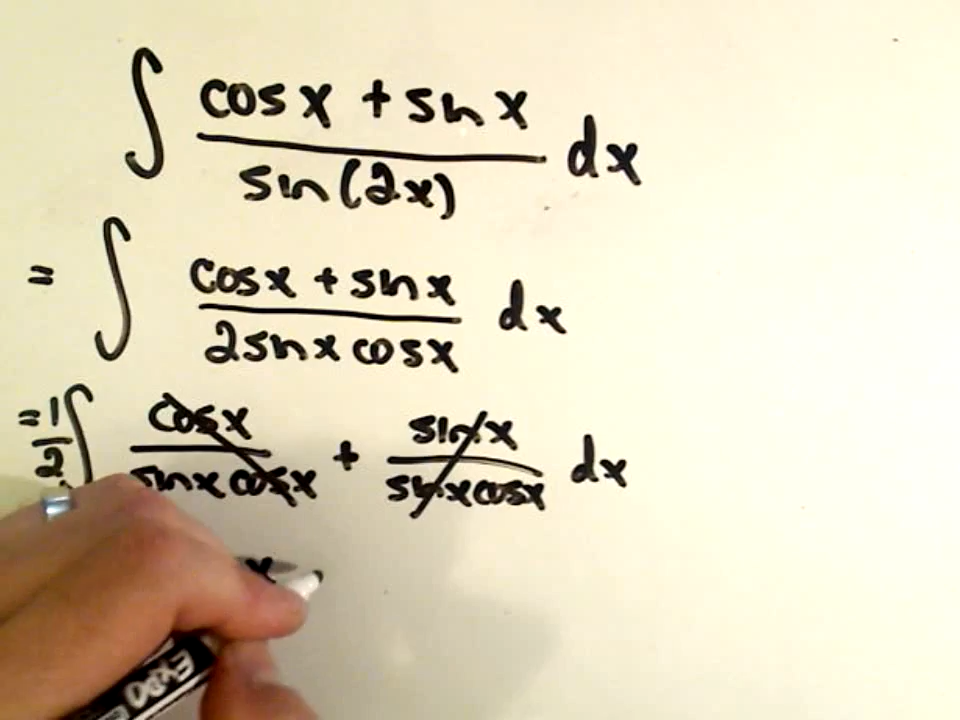 ∫ (cos x + sin x)/(sin(2x)) dx
= ∫ (cos x + sin x)/(2 sin x cos x) dx
= 1/2 ∫ (cos x)/(sin x cos x) + (sin x)/(sin x cos x) dx
x
EXPO